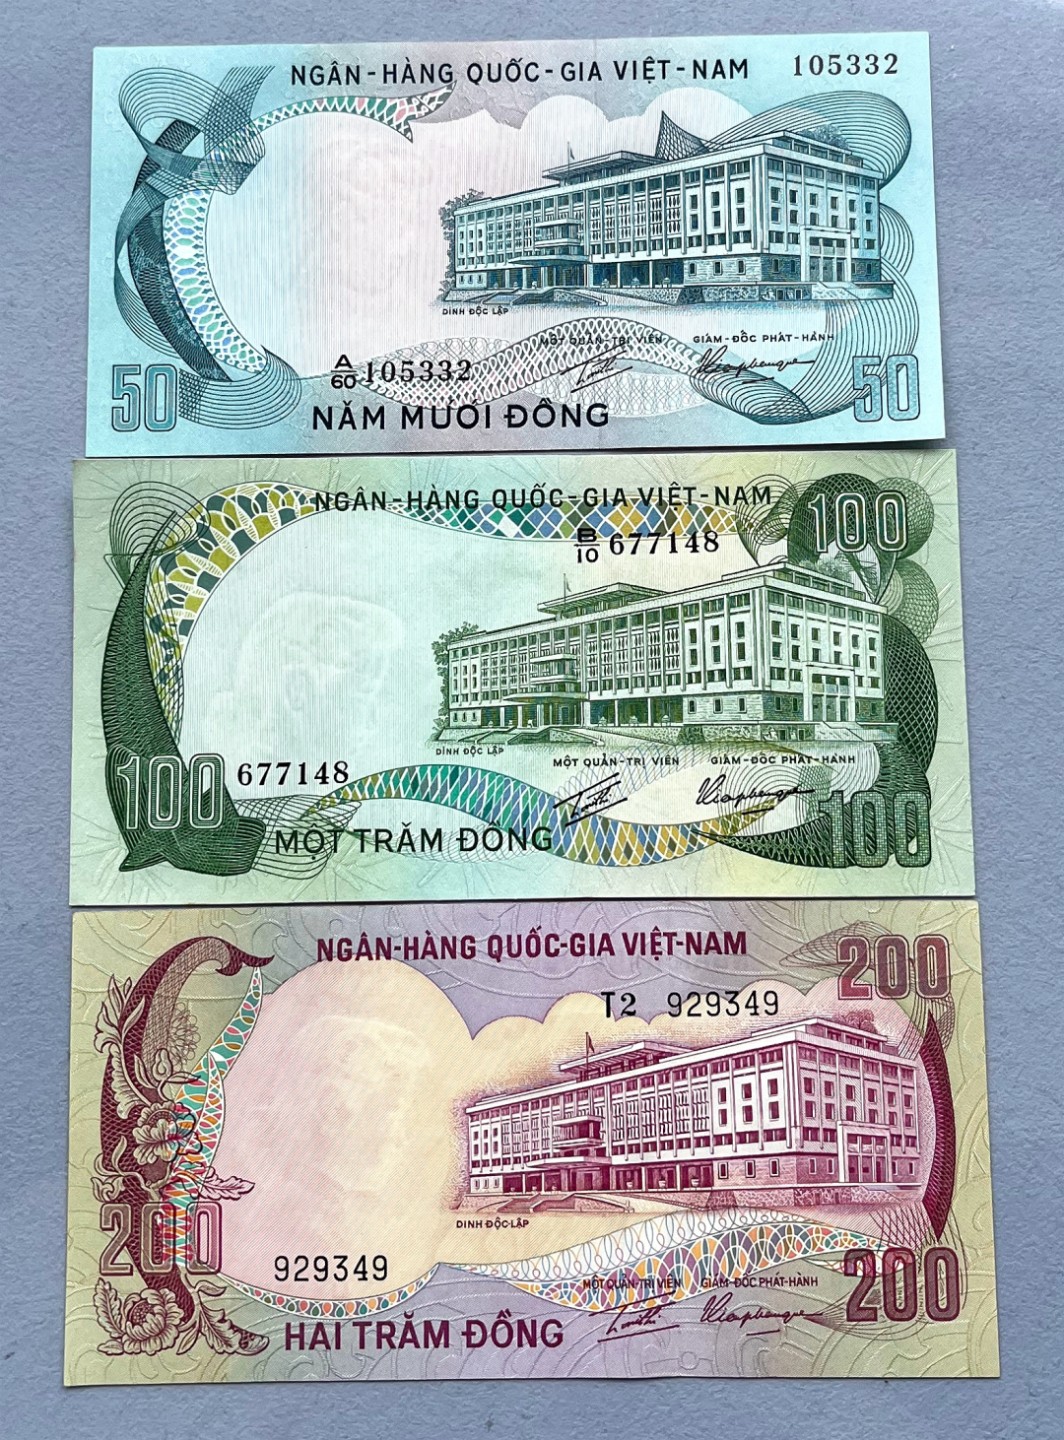 NGÂN-HÀNG QUỐC-GIA VIỆT-NAM 105332
DINH ĐỘC LẬP
MỘT QUẢN-TRỊ VIÊN GIÁM-ĐỐC PHÁT-HÀNH
A/60 105332
50 NĂM MƯƠI ĐỒNG 50
NGÂN-HÀNG QUỐC-GIA VIỆT-NAM 100
B/10 677148
DINH ĐỘC LẬP
MỘT QUẢN-TRỊ VIÊN GIÁM-ĐỐC PHÁT-HÀNH
100 677148
MỘT TRĂM ĐỒNG 100
NGÂN-HÀNG QUỐC-GIA VIỆT-NAM 200
T2 929349
DINH ĐỘC-LẬP
200 929349
MỘT QUẢN-TRỊ VIÊN GIÁM-ĐỐC PHÁT-HÀNH
HAI TRĂM ĐỒNG 200